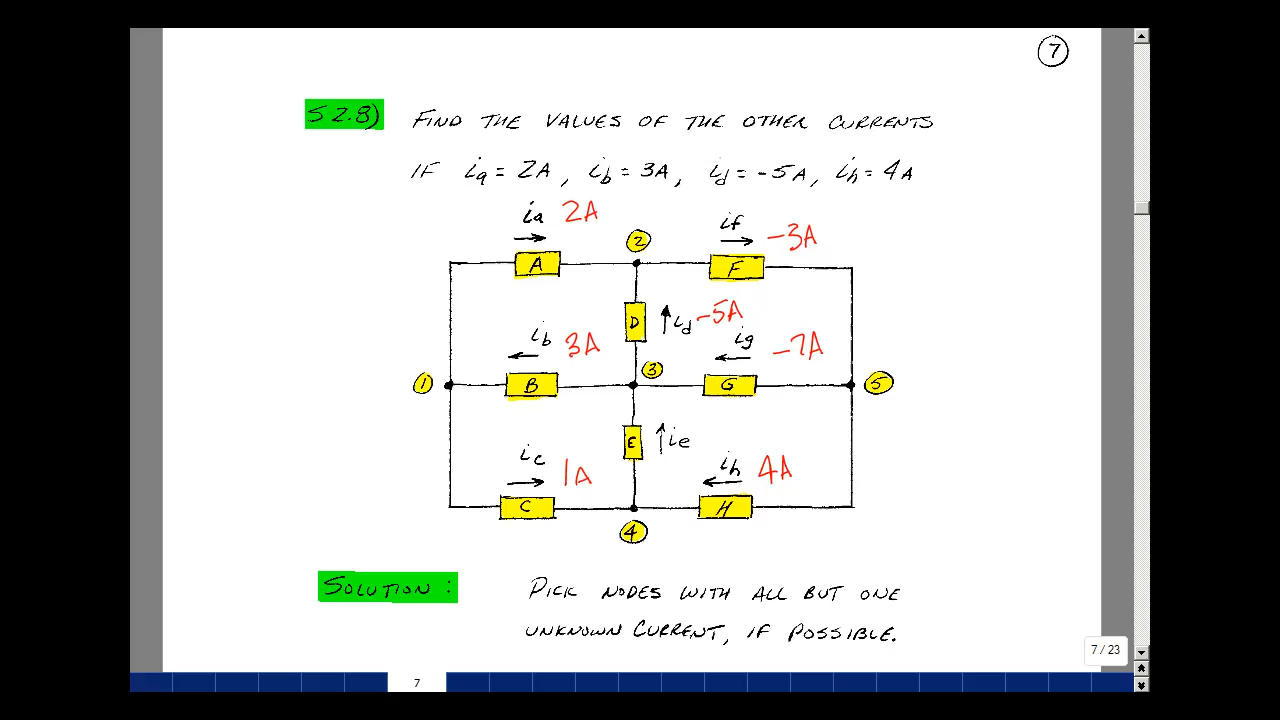 7
S2.8) FIND THE VALUES OF THE OTHER CURRENTS
IF ia = 2A, ib = 3A, id = -5A, ih = 4A
ia 2A
2
if -3A
A
F
D
id -5A
ib 3A
ig -7A
1
B
3
G
5
E
ie
ic 1A
ih 4A
C
H
4
SOLUTION: PICK NODES WITH ALL BUT ONE
UNKNOWN CURRENT, IF POSSIBLE.
7 / 23
7